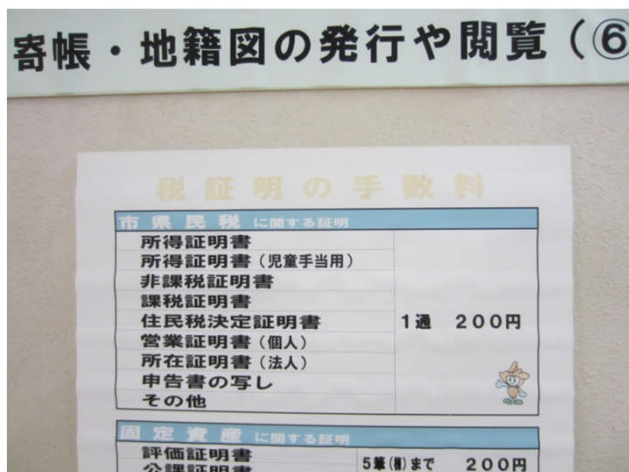 寄帳・地籍図の発行や閲覧（⑥
税証明の手数料
市県民税に関する証明
所得証明書
所得証明書（児童手当用）
非課税証明書
課税証明書
住民税決定証明書
1通 200円
営業証明書（個人）
所在証明書（法人）
申告書の写し
その他
固定資産に関する証明
評価証明書 5筆(棟)まで 200円
公課証明書